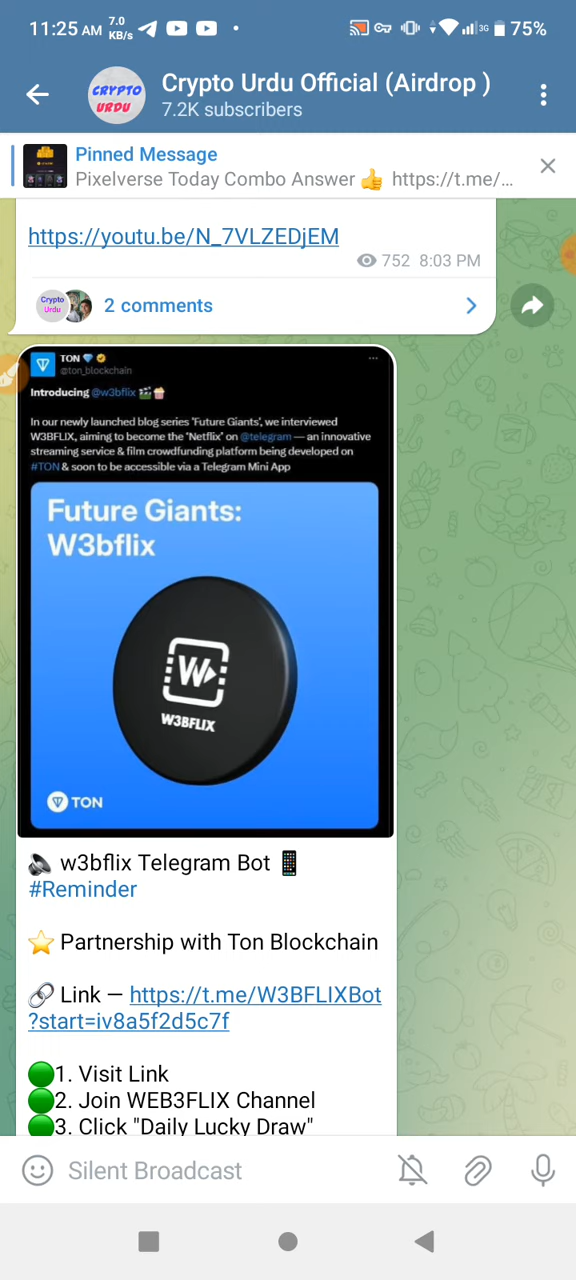 11:25 AM 7.0 KB/s 3G 75%
CRYPTO URDU
Crypto Urdu Official (Airdrop )
7.2K subscribers
Pinned Message
Pixelverse Today Combo Answer 👍 https://t.me/...
https://youtu.be/N_7VLZEDjEM
752 8:03 PM
Crypto Urdu
2 comments
TON 💎
@ton_blockchain
Introducing @w3bflix 🎬🍿
In our newly launched blog series 'Future Giants', we interviewed
W3BFLIX, aiming to become the 'Netflix' on @telegram — an innovative
streaming service & film crowdfunding platform being developed on
#TON & soon to be accessible via a Telegram Mini App
Future Giants:
W3bflix
W
W3BFLIX
TON
🔈 w3bflix Telegram Bot 📱
#Reminder
⭐ Partnership with Ton Blockchain
🔗 Link — https://t.me/W3BFLIXBot
?start=iv8a5f2d5c7f
🟢1. Visit Link
🟢2. Join WEB3FLIX Channel
🟢3. Click "Daily Lucky Draw"
Silent Broadcast